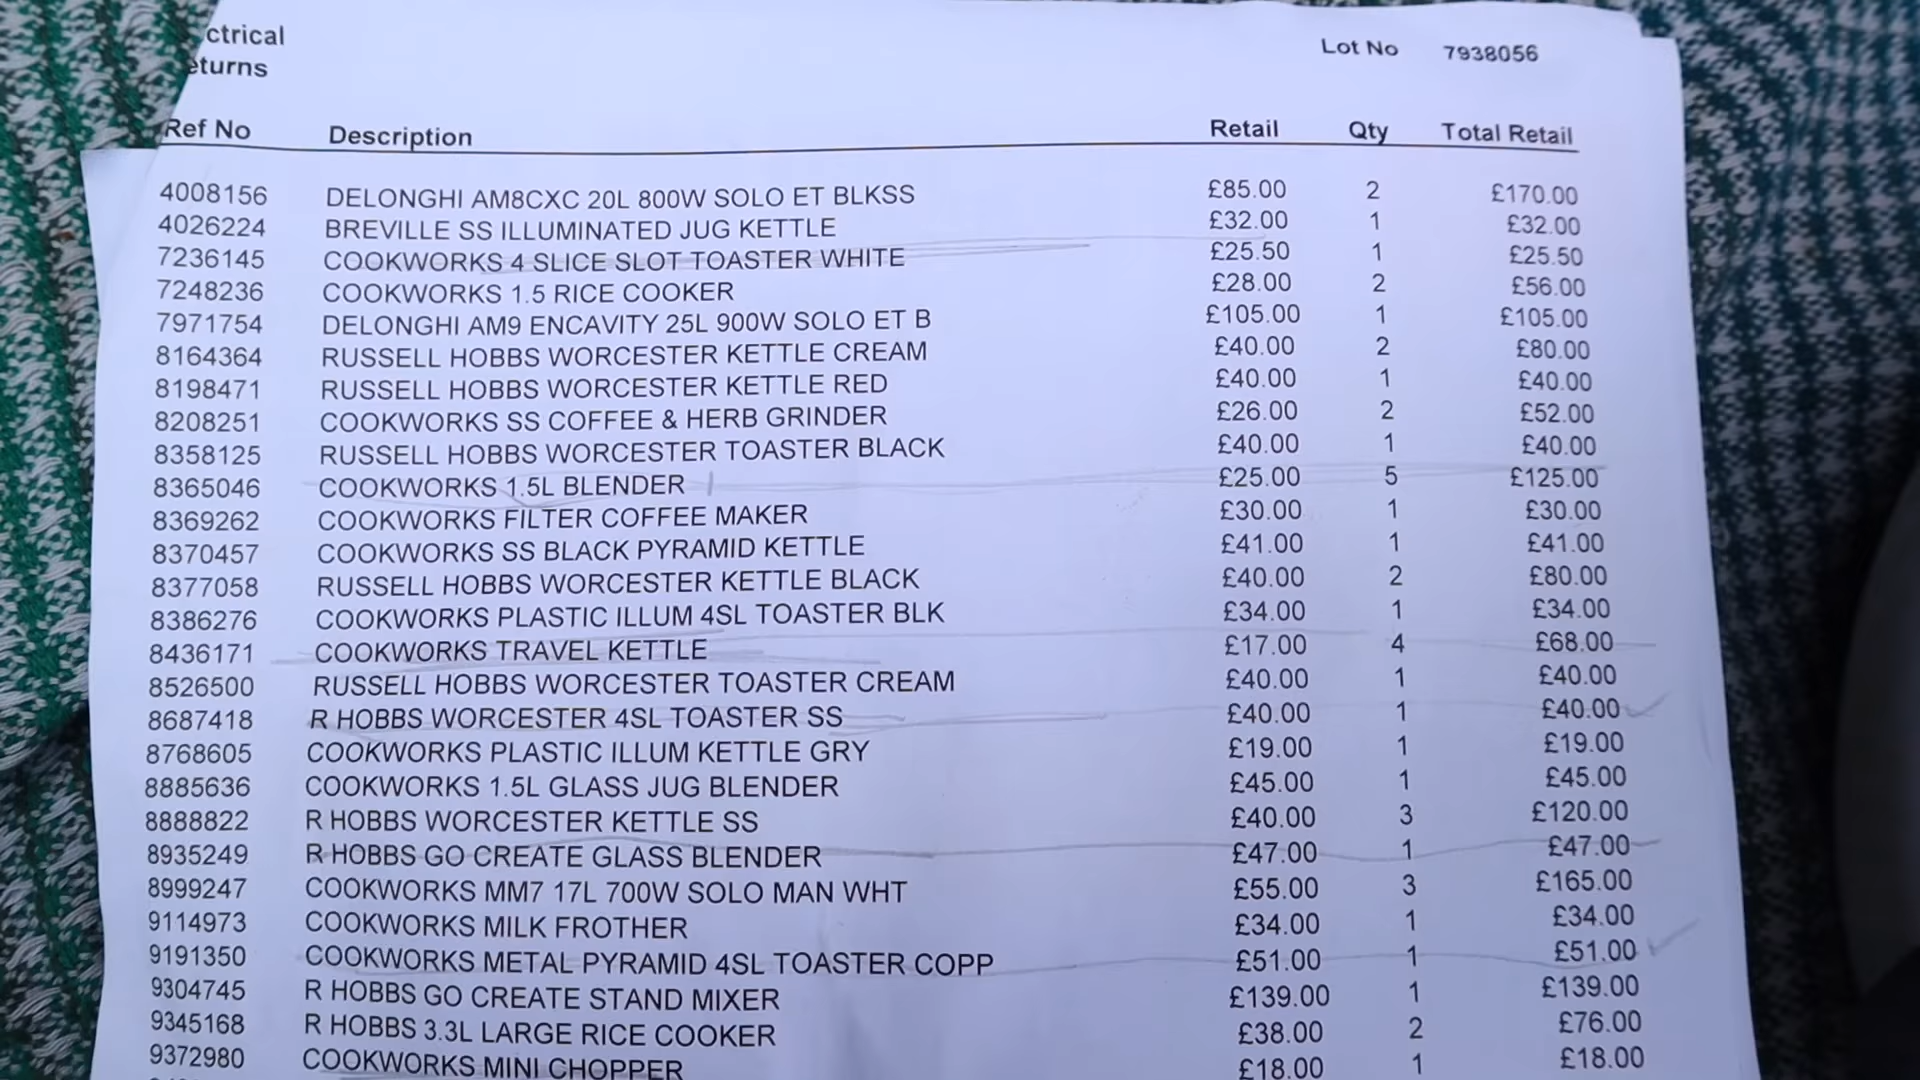 ctrical
eturns
Lot No 7938056
Ref No Description Retail Qty Total Retail
4008156 DELONGHI AM8CXC 20L 800W SOLO ET BLKSS £85.00 2 £170.00
4026224 BREVILLE SS ILLUMINATED JUG KETTLE £32.00 1 £32.00
7236145 COOKWORKS 4 SLICE SLOT TOASTER WHITE £25.50 1 £25.50
7248236 COOKWORKS 1.5 RICE COOKER £28.00 2 £56.00
7971754 DELONGHI AM9 ENCAVITY 25L 900W SOLO ET B £105.00 1 £105.00
8164364 RUSSELL HOBBS WORCESTER KETTLE CREAM £40.00 2 £80.00
8198471 RUSSELL HOBBS WORCESTER KETTLE RED £40.00 1 £40.00
8208251 COOKWORKS SS COFFEE & HERB GRINDER £26.00 2 £52.00
8358125 RUSSELL HOBBS WORCESTER TOASTER BLACK £40.00 1 £40.00
8365046 COOKWORKS 1.5L BLENDER £25.00 5 £125.00
8369262 COOKWORKS FILTER COFFEE MAKER £30.00 1 £30.00
8370457 COOKWORKS SS BLACK PYRAMID KETTLE £41.00 1 £41.00
8377058 RUSSELL HOBBS WORCESTER KETTLE BLACK £40.00 2 £80.00
8386276 COOKWORKS PLASTIC ILLUM 4SL TOASTER BLK £34.00 1 £34.00
8436171 COOKWORKS TRAVEL KETTLE £17.00 4 £68.00
8526500 RUSSELL HOBBS WORCESTER TOASTER CREAM £40.00 1 £40.00
8687418 R HOBBS WORCESTER 4SL TOASTER SS £40.00 1 £40.00
8768605 COOKWORKS PLASTIC ILLUM KETTLE GRY £19.00 1 £19.00
8885636 COOKWORKS 1.5L GLASS JUG BLENDER £45.00 1 £45.00
8888822 R HOBBS WORCESTER KETTLE SS £40.00 3 £120.00
8935249 R HOBBS GO CREATE GLASS BLENDER £47.00 1 £47.00
8999247 COOKWORKS MM7 17L 700W SOLO MAN WHT £55.00 3 £165.00
9114973 COOKWORKS MILK FROTHER £34.00 1 £34.00
9191350 COOKWORKS METAL PYRAMID 4SL TOASTER COPP £51.00 1 £51.00
9304745 R HOBBS GO CREATE STAND MIXER £139.00 1 £139.00
9345168 R HOBBS 3.3L LARGE RICE COOKER £38.00 2 £76.00
9372980 COOKWORKS MINI CHOPPER £18.00 1 £18.00